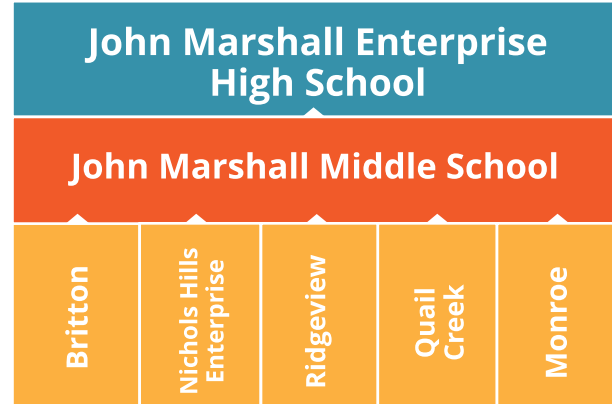 John Marshall Enterprise
High School
John Marshall Middle School
Britton
Nichols Hills
Enterprise
Ridgeview
Quail
Creek
Monroe